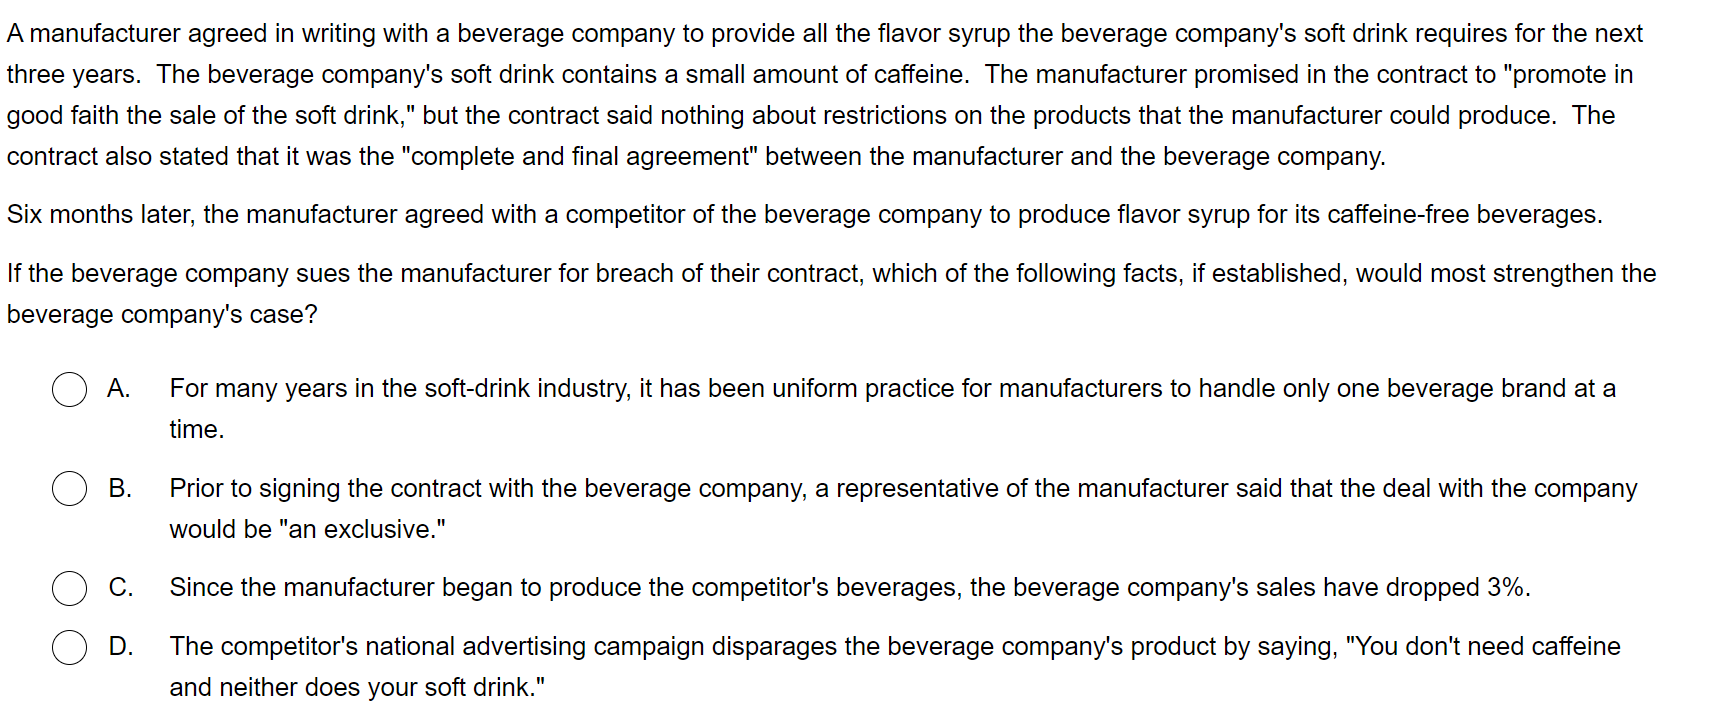 A manufacturer agreed in writing with a beverage company to provide all the flavor syrup the beverage company's soft drink requires for the next
three years.  The beverage company's soft drink contains a small amount of caffeine.  The manufacturer promised in the contract to "promote in
good faith the sale of the soft drink," but the contract said nothing about restrictions on the products that the manufacturer could produce.  The
contract also stated that it was the "complete and final agreement" between the manufacturer and the beverage company.
Six months later, the manufacturer agreed with a competitor of the beverage company to produce flavor syrup for its caffeine-free beverages.
If the beverage company sues the manufacturer for breach of their contract, which of the following facts, if established, would most strengthen the
beverage company's case?
A. For many years in the soft-drink industry, it has been uniform practice for manufacturers to handle only one beverage brand at a
time.
B. Prior to signing the contract with the beverage company, a representative of the manufacturer said that the deal with the company
would be "an exclusive."
C. Since the manufacturer began to produce the competitor's beverages, the beverage company's sales have dropped 3%.
D. The competitor's national advertising campaign disparages the beverage company's product by saying, "You don't need caffeine
and neither does your soft drink."